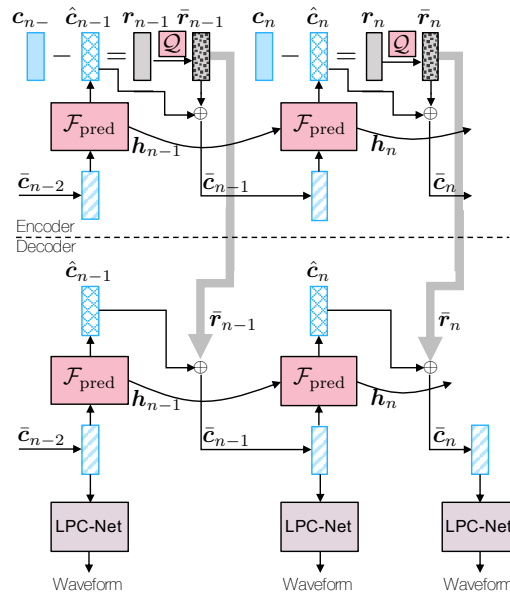 c_{n-} − ĉ_{n-1} = r_{n-1} Q r̄_{n-1} c_n − ĉ_n = r_n Q r̄_n
⊕ ⊕
F_pred F_pred
h_{n-1} h_n
c̄_{n-2} c̄_{n-1} c̄_n
Encoder
Decoder
ĉ_{n-1} ĉ_n
r̄_{n-1} r̄_n
⊕ ⊕
F_pred F_pred
h_{n-1} h_n
c̄_{n-2} c̄_{n-1} c̄_n
LPC-Net LPC-Net LPC-Net
Waveform Waveform Waveform